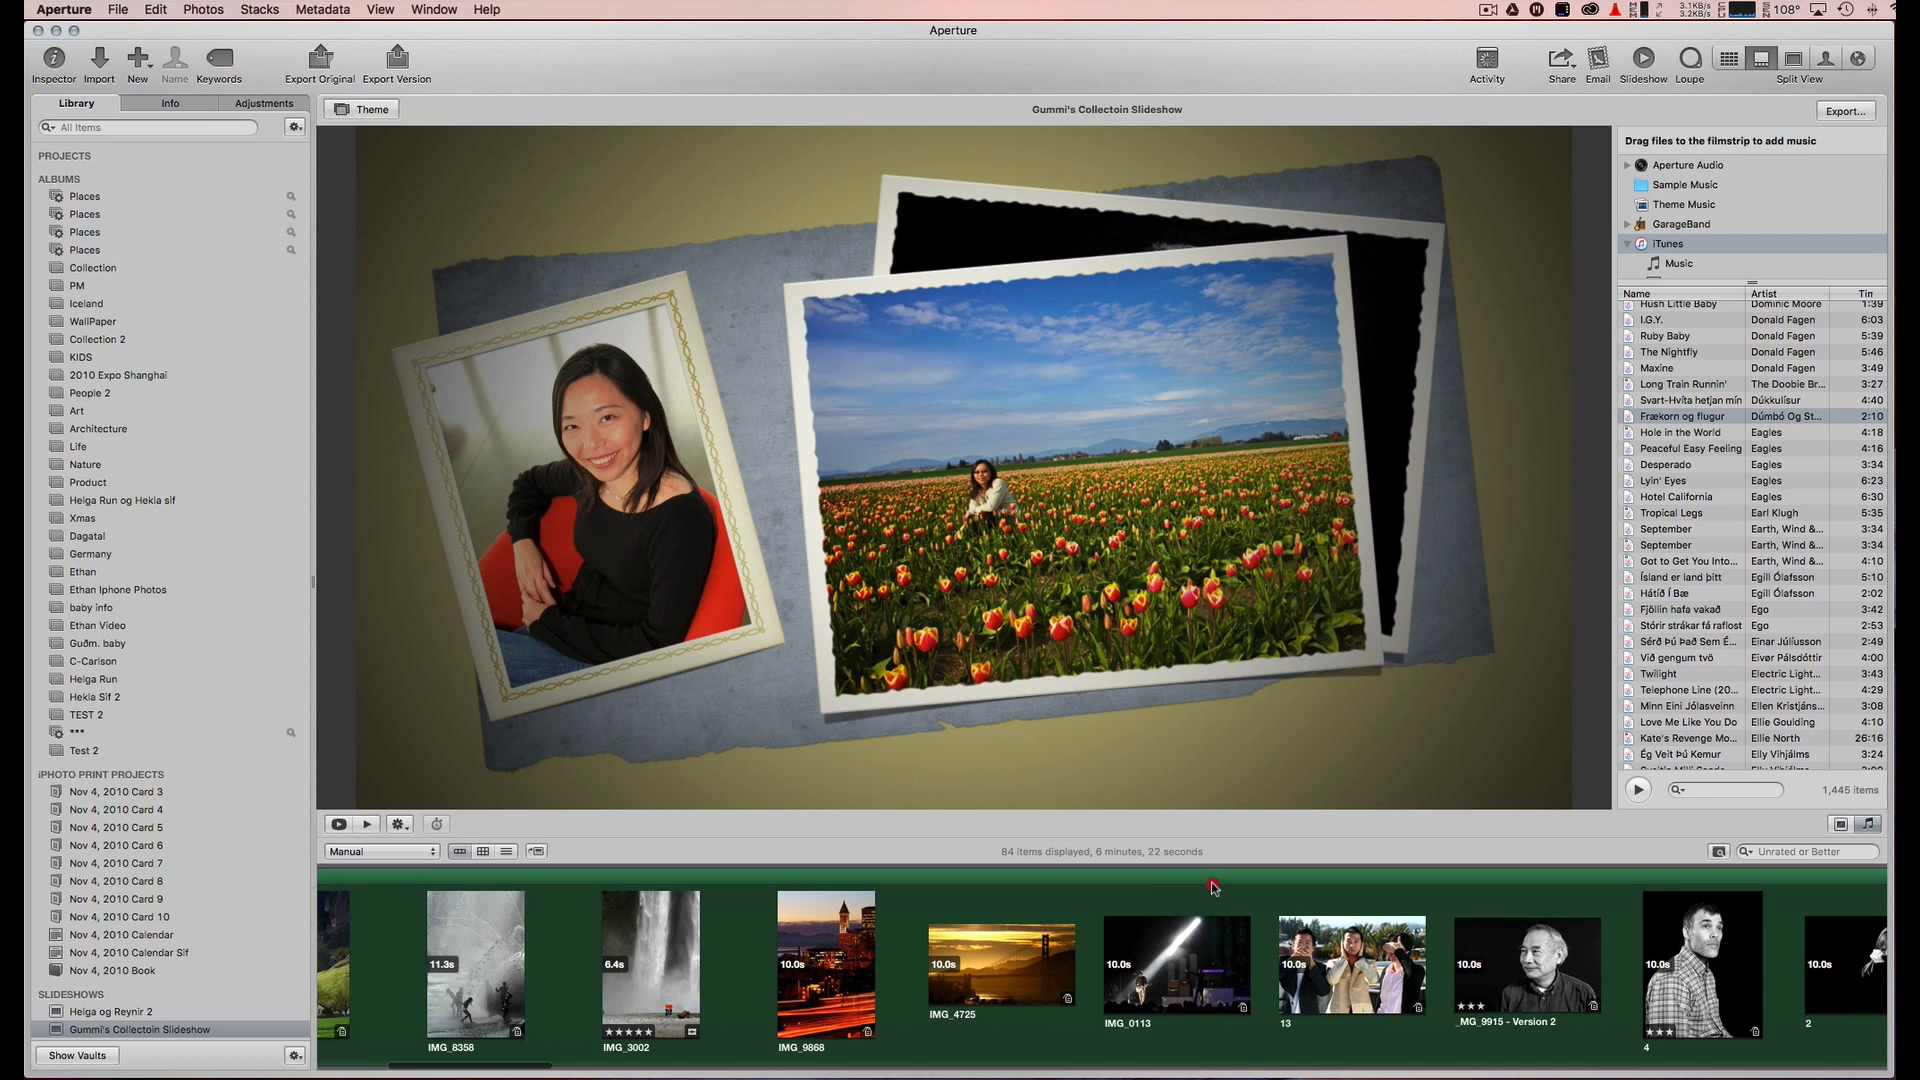 Aperture File Edit Photos Stacks Metadata View Window Help
3.1KB/s
3.2KB/s
108°
Aperture
Inspector Import New Name Keywords Export Original Export Version Activity Share Email Slideshow Loupe Split View
Library Info Adjustments
Theme
Gummi's Collectoin Slideshow
Export...
All Items
PROJECTS
ALBUMS
Places
Places
Places
Places
Collection
PM
Iceland
WallPaper
Collection 2
KIDS
2010 Expo Shanghai
People 2
Art
Architecture
Life
Nature
Product
Helga Run og Hekla sif
Xmas
Dagatal
Germany
Ethan
Ethan Iphone Photos
baby info
Ethan Video
Guðm. baby
C-Carlson
Helga Run
Hekla Sif 2
TEST 2
***
Test 2
iPHOTO PRINT PROJECTS
Nov 4, 2010 Card 3
Nov 4, 2010 Card 4
Nov 4, 2010 Card 5
Nov 4, 2010 Card 6
Nov 4, 2010 Card 7
Nov 4, 2010 Card 8
Nov 4, 2010 Card 9
Nov 4, 2010 Card 10
Nov 4, 2010 Calendar
Nov 4, 2010 Calendar Sif
Nov 4, 2010 Book
SLIDESHOWS
Helga og Reynir 2
Gummi's Collectoin Slideshow
Show Vaults
Drag files to the filmstrip to add music
Aperture Audio
Sample Music
Theme Music
GarageBand
iTunes
Music
Name Artist Tin
Hush Little Baby Dominic Moore 1:39
I.G.Y. Donald Fagen 6:03
Ruby Baby Donald Fagen 5:39
The Nightfly Donald Fagen 5:46
Maxine Donald Fagen 3:49
Long Train Runnin' The Doobie Br... 3:27
Svart-Hvíta hetjan mín Dúkkulísur 4:40
Frækorn og flugur Dúmbó Og St... 2:10
Hole in the World Eagles 4:18
Peaceful Easy Feeling Eagles 4:16
Desperado Eagles 3:34
Lyin' Eyes Eagles 6:23
Hotel California Eagles 6:30
Tropical Legs Earl Klugh 5:35
September Earth, Wind &... 3:34
September Earth, Wind &... 3:34
Got to Get You Into... Earth, Wind &... 4:10
Ísland er land þitt Egill Ólafsson 5:10
Hátíð Í Bæ Egill Ólafsson 2:02
Fjöllin hafa vakað Ego 3:42
Stórir strákar fá raflost Ego 2:53
Sérð Þú Það Sem É... Einar Júlíusson 2:49
Við gengum tvö Eivør Pálsdóttir 4:00
Twilight Electric Light... 3:43
Telephone Line (20... Electric Light... 4:29
Minn Eini Jólasveinn Ellen Kristjáns... 3:08
Love Me Like You Do Ellie Goulding 4:10
Kate's Revenge Mo... Ellie North 26:16
Ég Veit Þú Kemur Elly Vihjálms 3:24
1,445 items
Manual
84 items displayed, 6 minutes, 22 seconds
Unrated or Better
11.3s 6.4s 10.0s 10.0s 10.0s 10.0s 10.0s 10.0s 10.0s
IMG_8358 IMG_3002 IMG_9868 IMG_4725 IMG_0113 13 _MG_9915 - Version 2 4 2